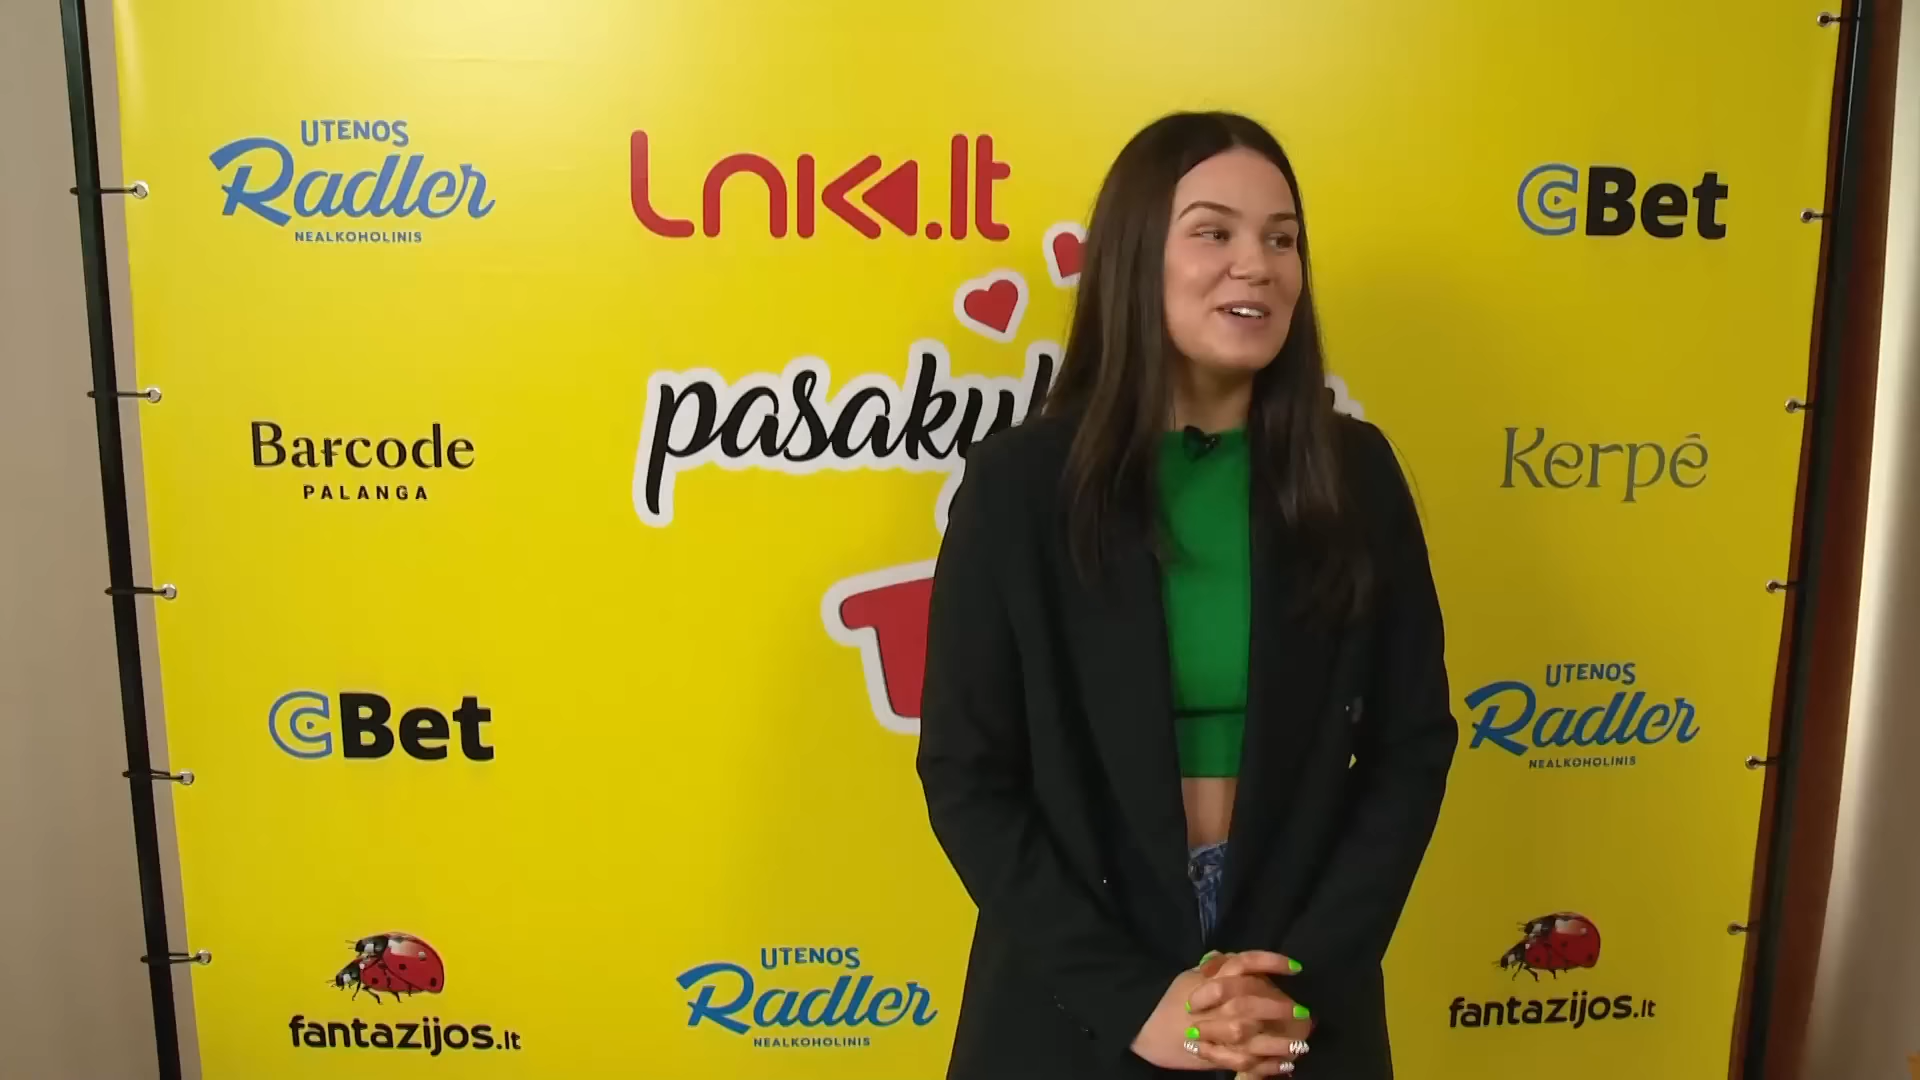 UTENOS
Radler
NEALKOHOLINIS
lnk.lt
CBet
Barcode
PALANGA
Kerpė
CBet
UTENOS
Radler
NEALKOHOLINIS
fantazijos.lt
UTENOS
Radler
NEALKOHOLINIS
fantazijos.lt